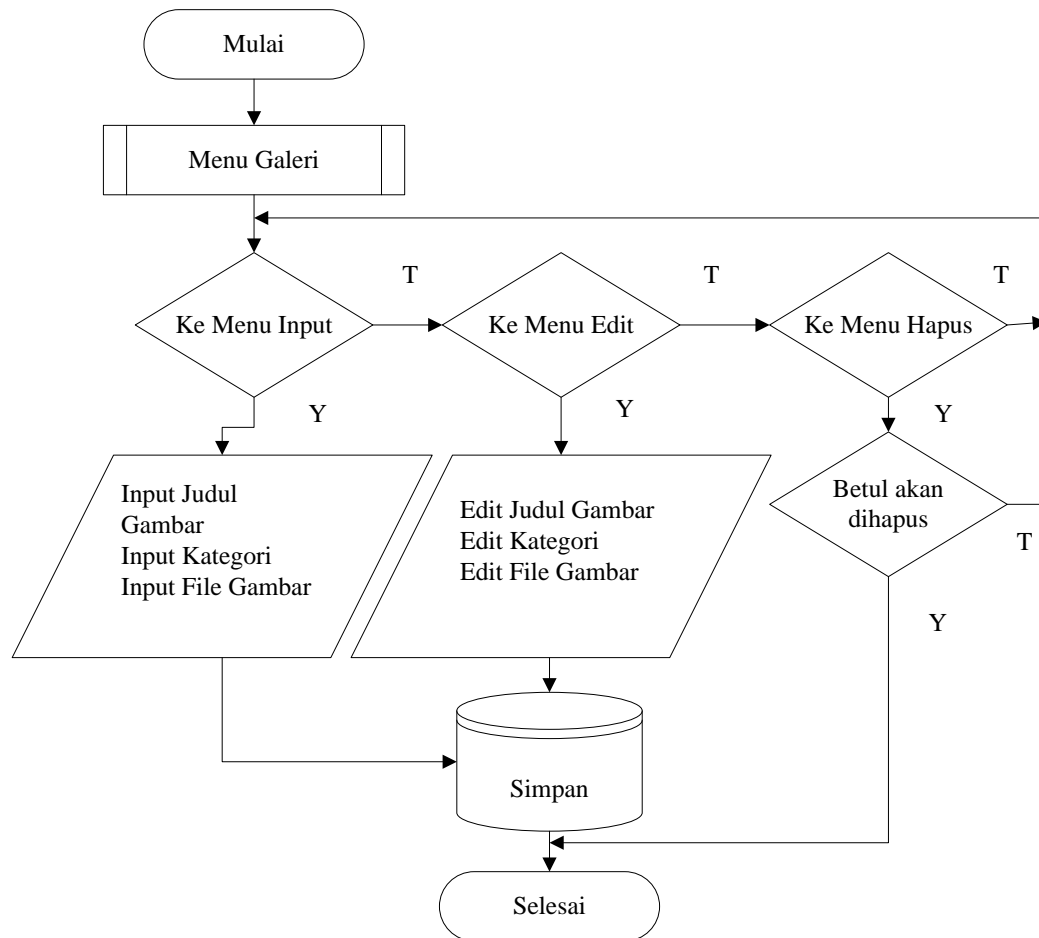 Mulai
Menu Galeri
T
T
T
Ke Menu Input
Ke Menu Edit
Ke Menu Hapus
Y
Y
Y
Input Judul
Gambar
Input Kategori
Input File Gambar
Edit Judul Gambar
Edit Kategori
Edit File Gambar
Betul akan
dihapus
T
Y
Simpan
Selesai